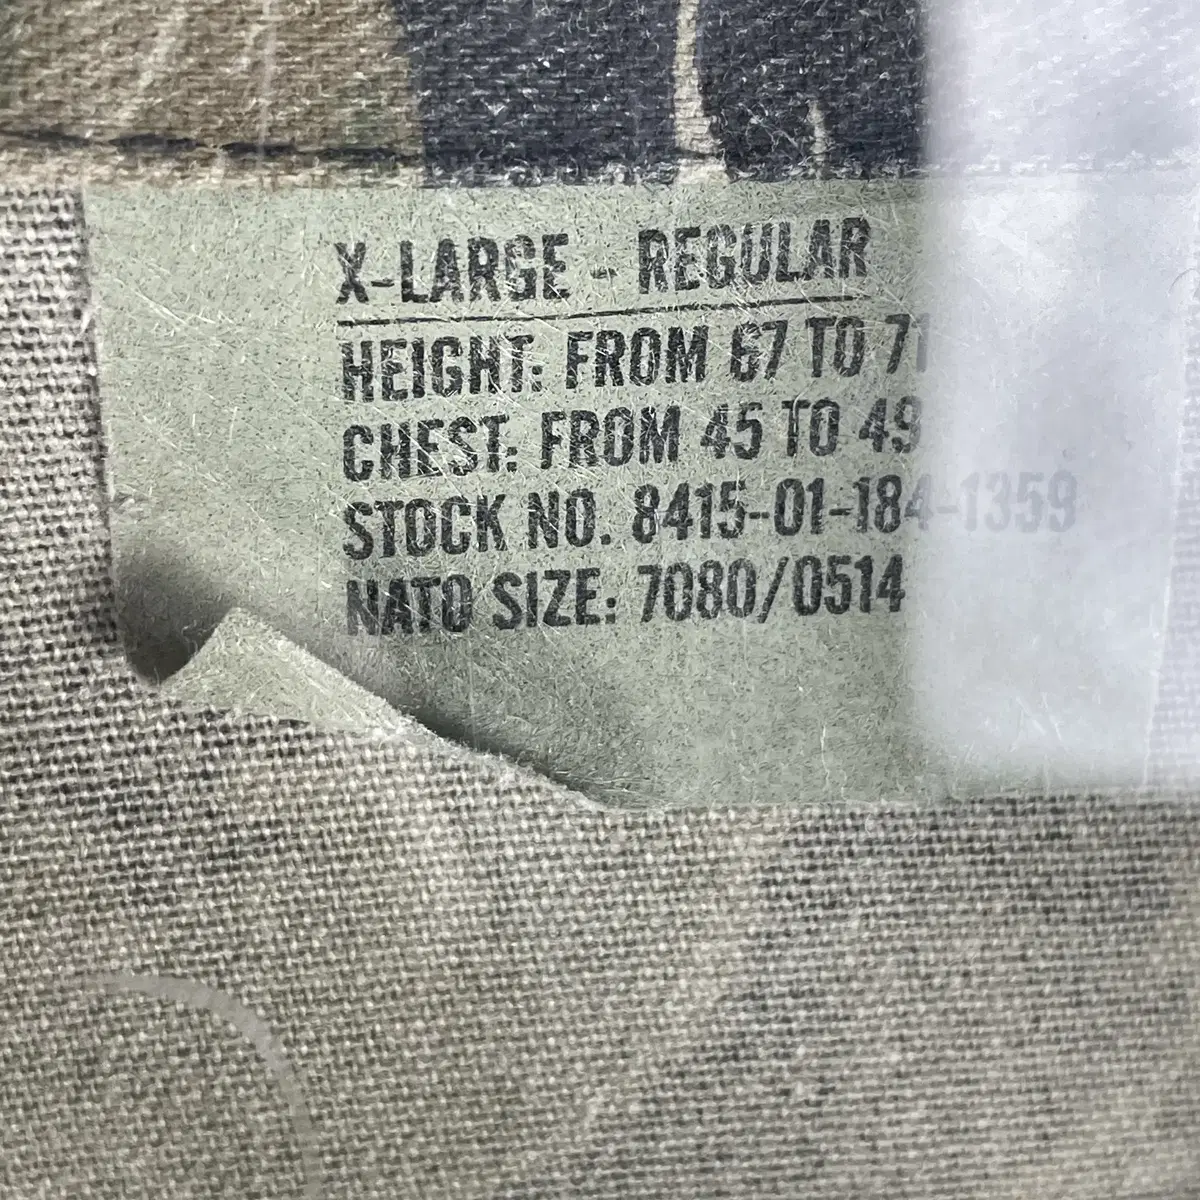 X-LARGE - REGULAR
HEIGHT: FROM 67 TO 71
CHEST: FROM 45 TO 49
STOCK NO. 8415-01-184-1359
NATO SIZE: 7080/0514